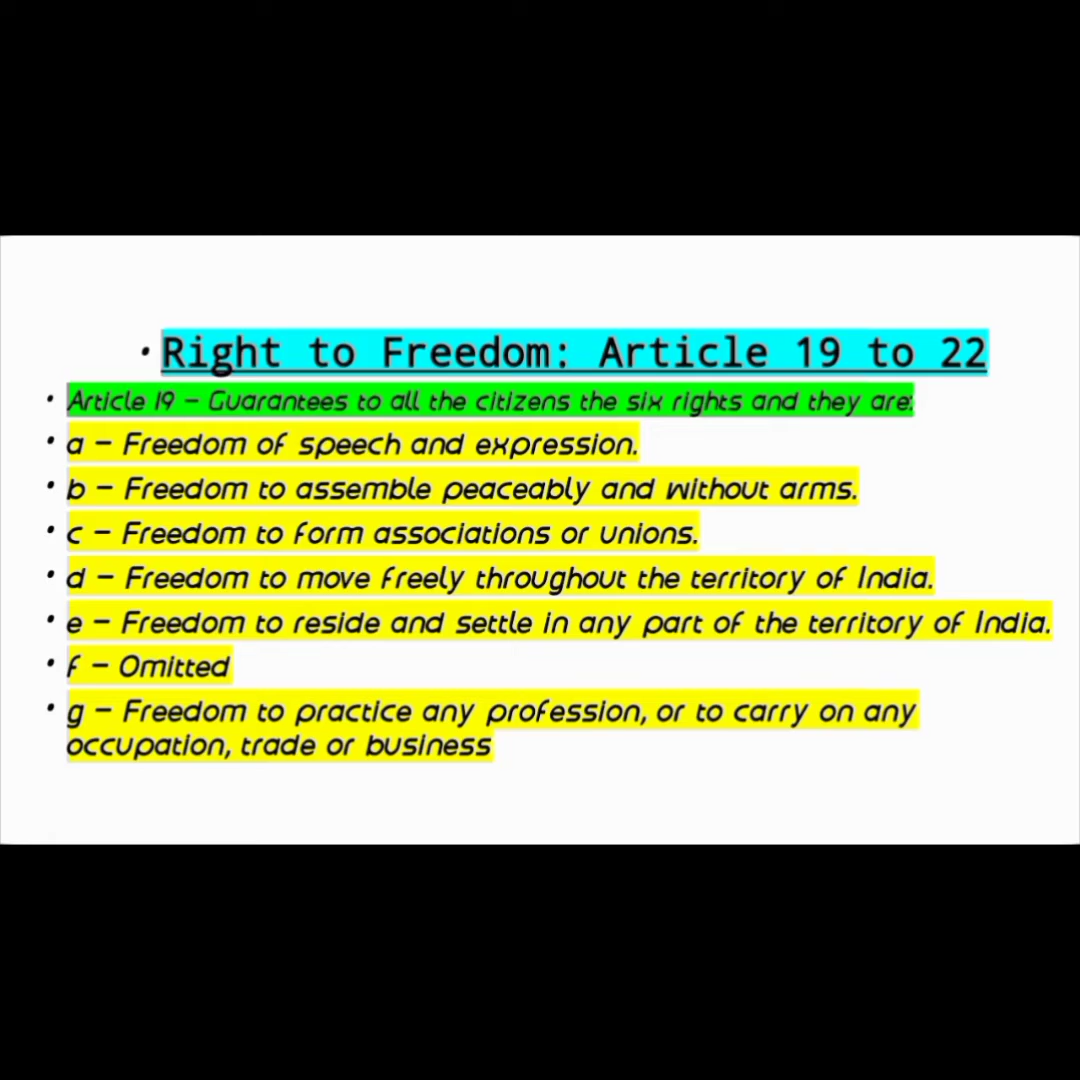 • Right to Freedom: Article 19 to 22
• Article 19 – Guarantees to all the citizens the six rights and they are:
• a – Freedom of speech and expression.
• b – Freedom to assemble peaceably and without arms.
• c – Freedom to form associations or unions.
• d – Freedom to move freely throughout the territory of India.
• e – Freedom to reside and settle in any part of the territory of India.
• f – Omitted
• g – Freedom to practice any profession, or to carry on any
occupation, trade or business